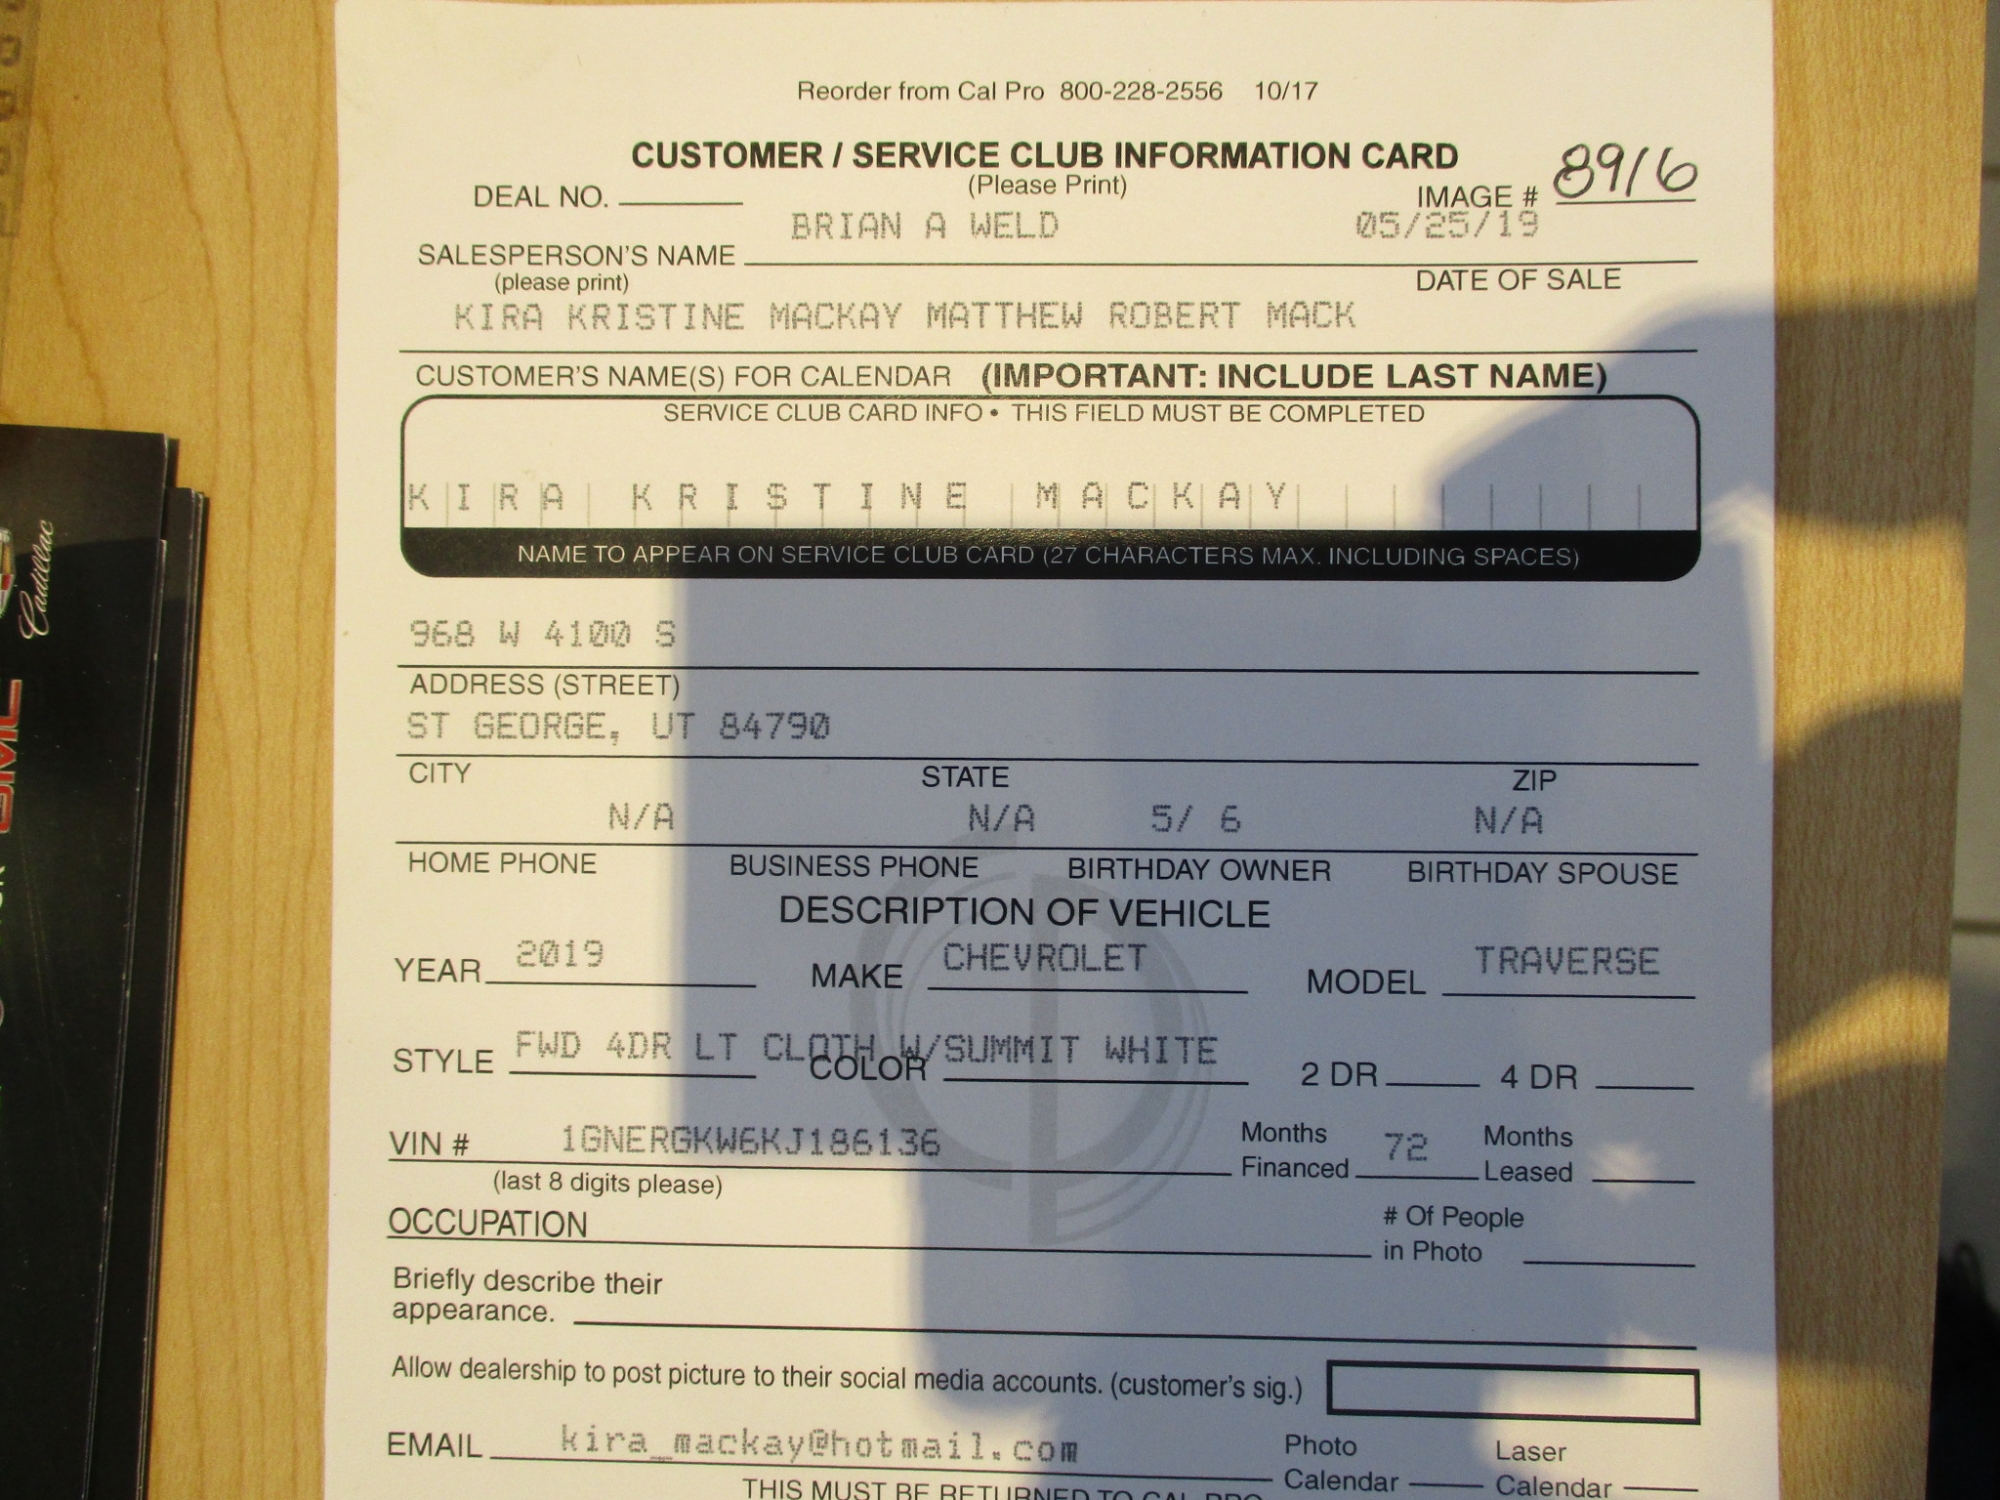 Reorder from Cal Pro 800-228-2556 10/17
CUSTOMER / SERVICE CLUB INFORMATION CARD
(Please Print)
DEAL NO. IMAGE # 8916
BRIAN A WELD 05/25/19
SALESPERSON'S NAME
(please print) DATE OF SALE
KIRA KRISTINE MACKAY MATTHEW ROBERT MACK
CUSTOMER'S NAME(S) FOR CALENDAR (IMPORTANT: INCLUDE LAST NAME)
SERVICE CLUB CARD INFO • THIS FIELD MUST BE COMPLETED
KIRA KRISTINE MACKAY
NAME TO APPEAR ON SERVICE CLUB CARD (27 CHARACTERS MAX. INCLUDING SPACES)
968 W 4100 S
ADDRESS (STREET)
ST GEORGE, UT 84790
CITY STATE ZIP
N/A N/A 5/ 6 N/A
HOME PHONE BUSINESS PHONE BIRTHDAY OWNER BIRTHDAY SPOUSE
DESCRIPTION OF VEHICLE
YEAR 2019 MAKE CHEVROLET MODEL TRAVERSE
STYLE FWD 4DR LT CLOTH W/SUMMIT WHITE
COLOR 2 DR 4 DR
VIN # 1GNERGKW6KJ186136 Months Financed 72 Months Leased
(last 8 digits please)
OCCUPATION # Of People in Photo
Briefly describe their
appearance.
Allow dealership to post picture to their social media accounts. (customer's sig.)
EMAIL kira_mackay@hotmail.com Photo Calendar Laser Calendar
THIS MUST BE RETURNED TO CAL PRO
Cadillac
GMC